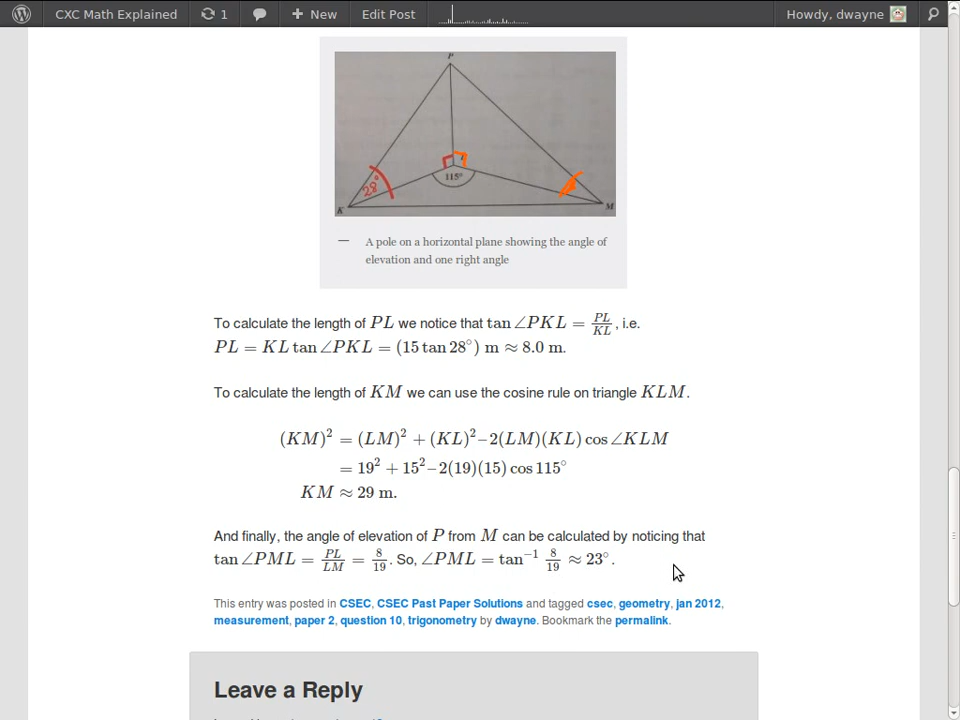 CXC Math Explained 1 New Edit Post Howdy, dwayne
P
28°
115°
K
M
— A pole on a horizontal plane showing the angle of
elevation and one right angle
To calculate the length of PL we notice that tan ∠PKL = PL/KL, i.e.
PL = KL tan ∠PKL = (15 tan 28°) m ≈ 8.0 m.
To calculate the length of KM we can use the cosine rule on triangle KLM.
(KM)² = (LM)² + (KL)² – 2(LM)(KL) cos ∠KLM
= 19² + 15² – 2(19)(15) cos 115°
KM ≈ 29 m.
And finally, the angle of elevation of P from M can be calculated by noticing that
tan ∠PML = PL/LM = 8/19. So, ∠PML = tan⁻¹ 8/19 ≈ 23°.
This entry was posted in CSEC, CSEC Past Paper Solutions and tagged csec, geometry, jan 2012,
measurement, paper 2, question 10, trigonometry by dwayne. Bookmark the permalink.
Leave a Reply